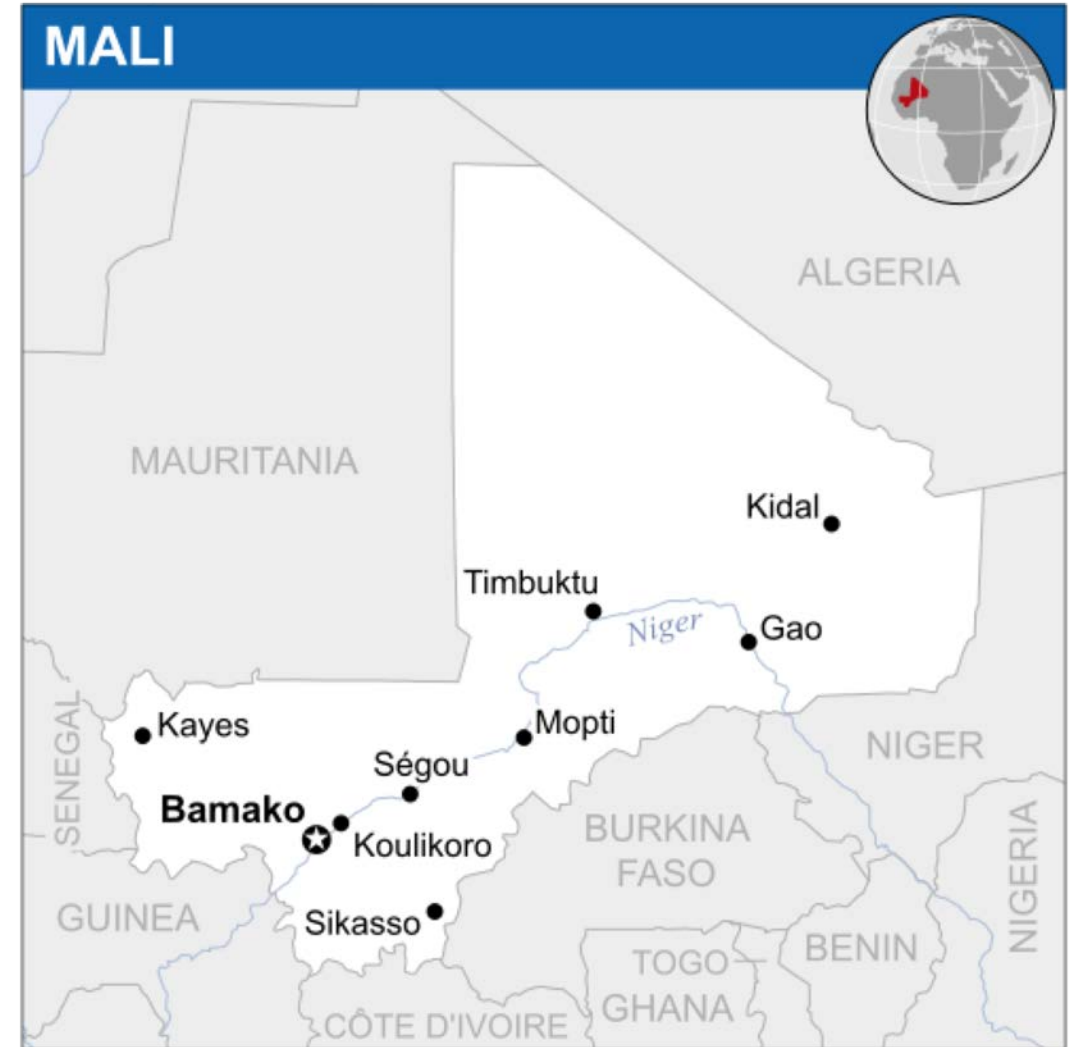 MALI
ALGERIA
MAURITANIA
Kidal
Timbuktu
Niger
Gao
SENEGAL
Kayes
Mopti
NIGER
Ségou
Bamako
Koulikoro
BURKINA
FASO
NIGERIA
GUINEA
Sikasso
BENIN
TOGO
GHANA
CÔTE D'IVOIRE